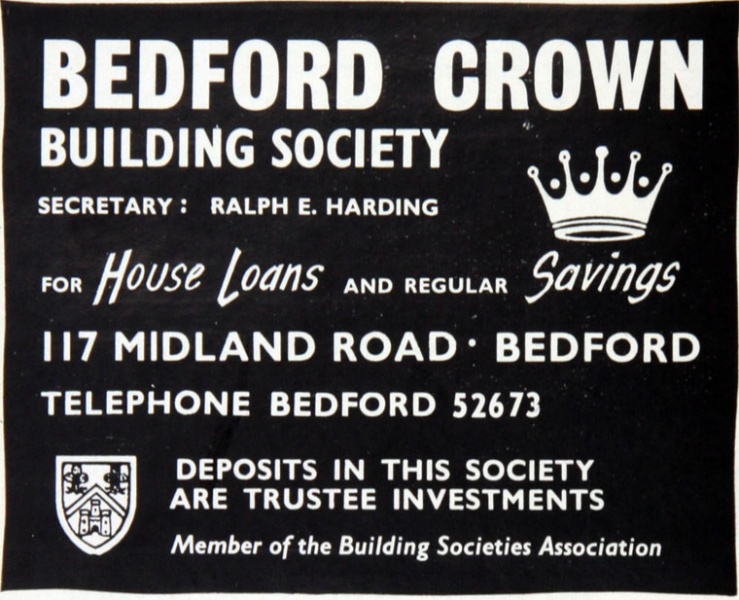 BEDFORD CROWN
BUILDING SOCIETY
SECRETARY: RALPH E. HARDING
FOR House Loans AND REGULAR Savings
117 MIDLAND ROAD · BEDFORD
TELEPHONE BEDFORD 52673
DEPOSITS IN THIS SOCIETY
ARE TRUSTEE INVESTMENTS
Member of the Building Societies Association